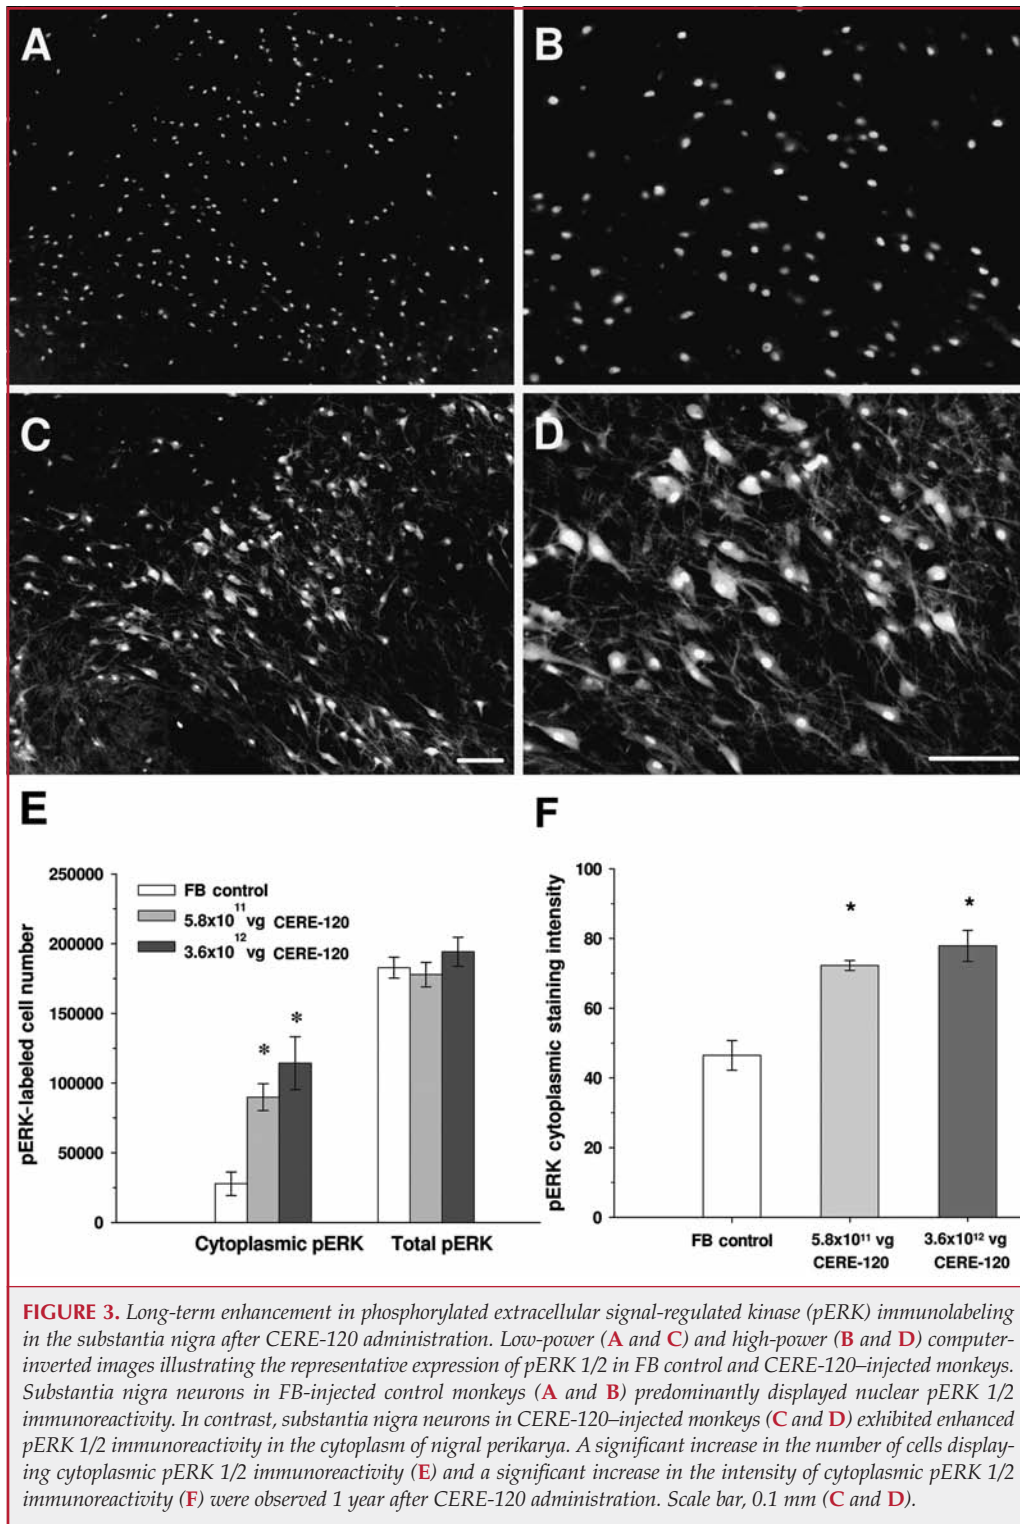 A
B
C
D
E
pERK-labeled cell number
250000
200000
150000
100000
50000
0
FB control
5.8x10¹¹ vg CERE-120
3.6x10¹² vg CERE-120
*
*
Cytoplasmic pERK
Total pERK
F
pERK cytoplasmic staining intensity
100
80
60
40
20
0
*
*
FB control
5.8x10¹¹ vg
CERE-120
3.6x10¹² vg
CERE-120
FIGURE 3. Long-term enhancement in phosphorylated extracellular signal-regulated kinase (pERK) immunolabeling
in the substantia nigra after CERE-120 administration. Low-power (A and C) and high-power (B and D) computer-
inverted images illustrating the representative expression of pERK 1/2 in FB control and CERE-120–injected monkeys.
Substantia nigra neurons in FB-injected control monkeys (A and B) predominantly displayed nuclear pERK 1/2
immunoreactivity. In contrast, substantia nigra neurons in CERE-120–injected monkeys (C and D) exhibited enhanced
pERK 1/2 immunoreactivity in the cytoplasm of nigral perikarya. A significant increase in the number of cells display-
ing cytoplasmic pERK 1/2 immunoreactivity (E) and a significant increase in the intensity of cytoplasmic pERK 1/2
immunoreactivity (F) were observed 1 year after CERE-120 administration. Scale bar, 0.1 mm (C and D).